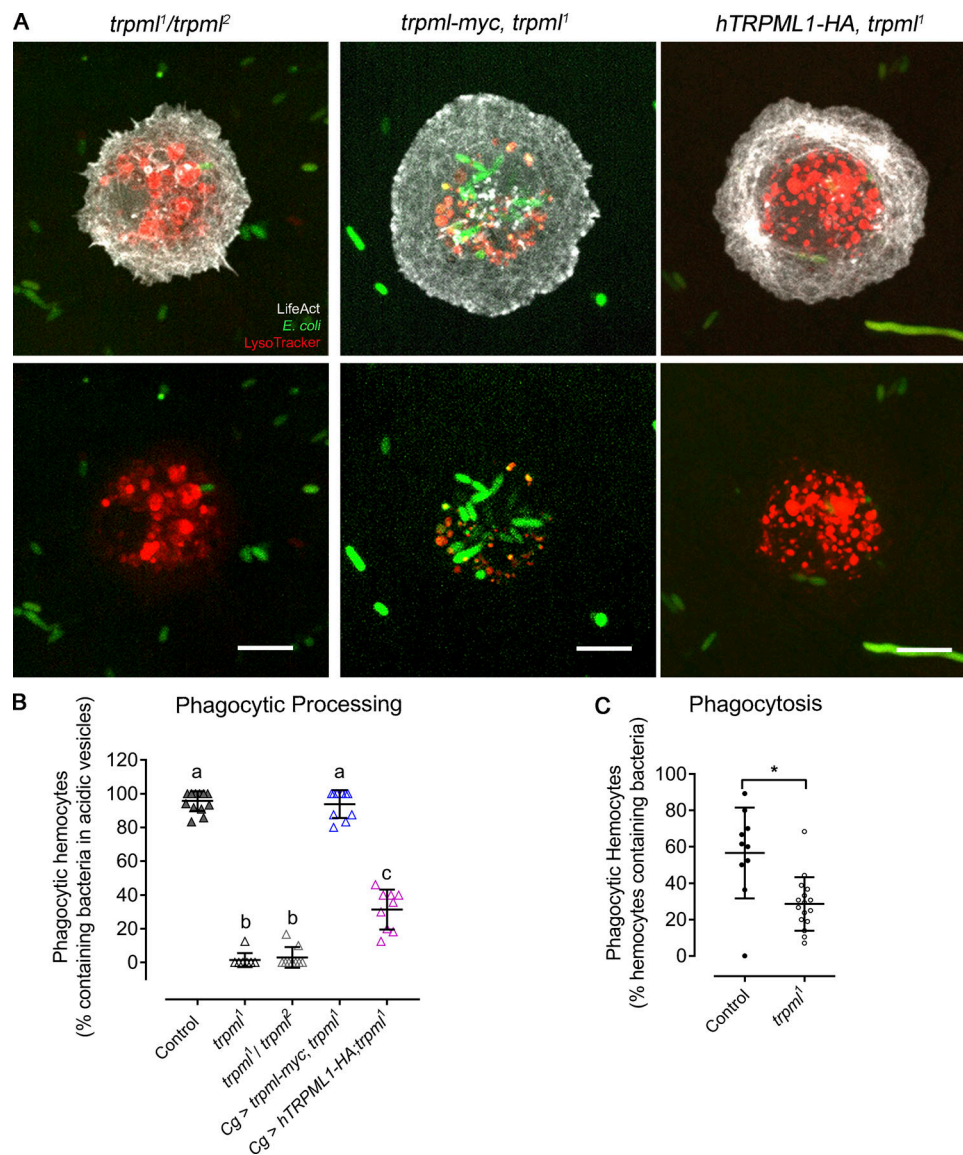 A
trpml¹/trpml²
trpml-myc, trpml¹
hTRPML1-HA, trpml¹
LifeAct
E. coli
LysoTracker
B
Phagocytic Processing
Phagocytic hemocytes
(% containing bacteria in acidic vesicles)
120
100
80
60
40
20
0
a
b
b
a
c
Control
trpml¹
trpml¹/ trpml²
Cg > trpml-myc; trpml¹
Cg > hTRPML1-HA;trpml¹
C
Phagocytosis
Phagocytic Hemocytes
(% hemocytes containing bacteria)
100
80
60
40
20
0
*
Control
trpml¹